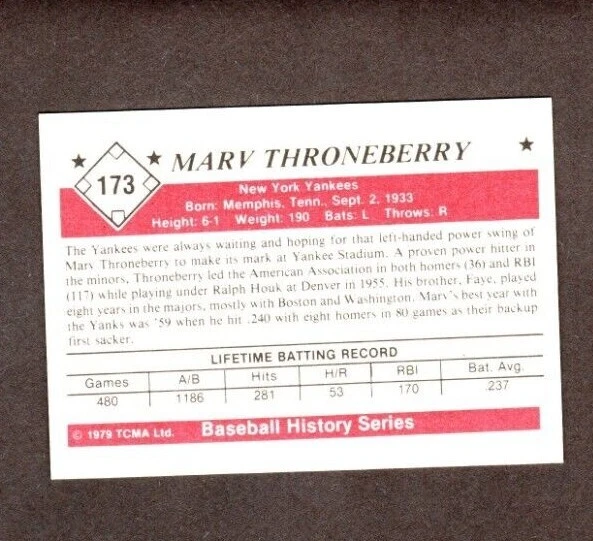 173
MARV THRONEBERRY
New York Yankees
Born: Memphis, Tenn., Sept. 2, 1933
Height: 6-1 Weight: 190 Bats: L Throws: R
The Yankees were always waiting and hoping for that left-handed power swing of
Marv Throneberry to make its mark at Yankee Stadium. A proven power hitter in
the minors, Throneberry led the American Association in both homers (36) and RBI
(117) while playing under Ralph Houk at Denver in 1955. His brother, Faye, played
eight years in the majors, mostly with Boston and Washington. Marv's best year with
the Yanks was '59 when he hit .240 with eight homers in 80 games as their backup
first sacker.
LIFETIME BATTING RECORD
Games A/B Hits H/R RBI Bat. Avg.
480 1186 281 53 170 .237
© 1979 TCMA Ltd. Baseball History Series